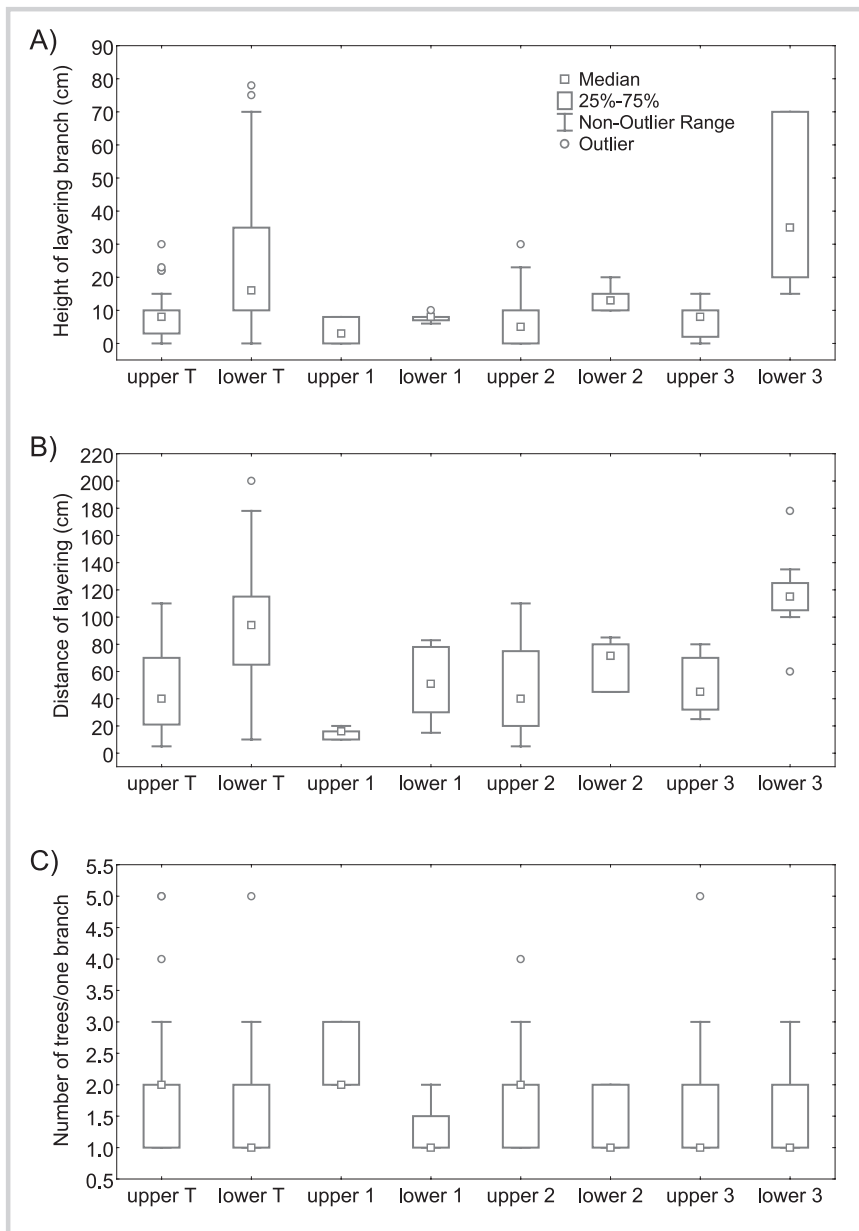 A)
Height of layering branch (cm)
90
80
70
60
50
40
30
20
10
0
Median
25%-75%
Non-Outlier Range
Outlier
upper T lower T upper 1 lower 1 upper 2 lower 2 upper 3 lower 3
B)
Distance of layering (cm)
220
200
180
160
140
120
100
80
60
40
20
0
upper T lower T upper 1 lower 1 upper 2 lower 2 upper 3 lower 3
C)
Number of trees/one branch
5.5
5.0
4.5
4.0
3.5
3.0
2.5
2.0
1.5
1.0
0.5
upper T lower T upper 1 lower 1 upper 2 lower 2 upper 3 lower 3